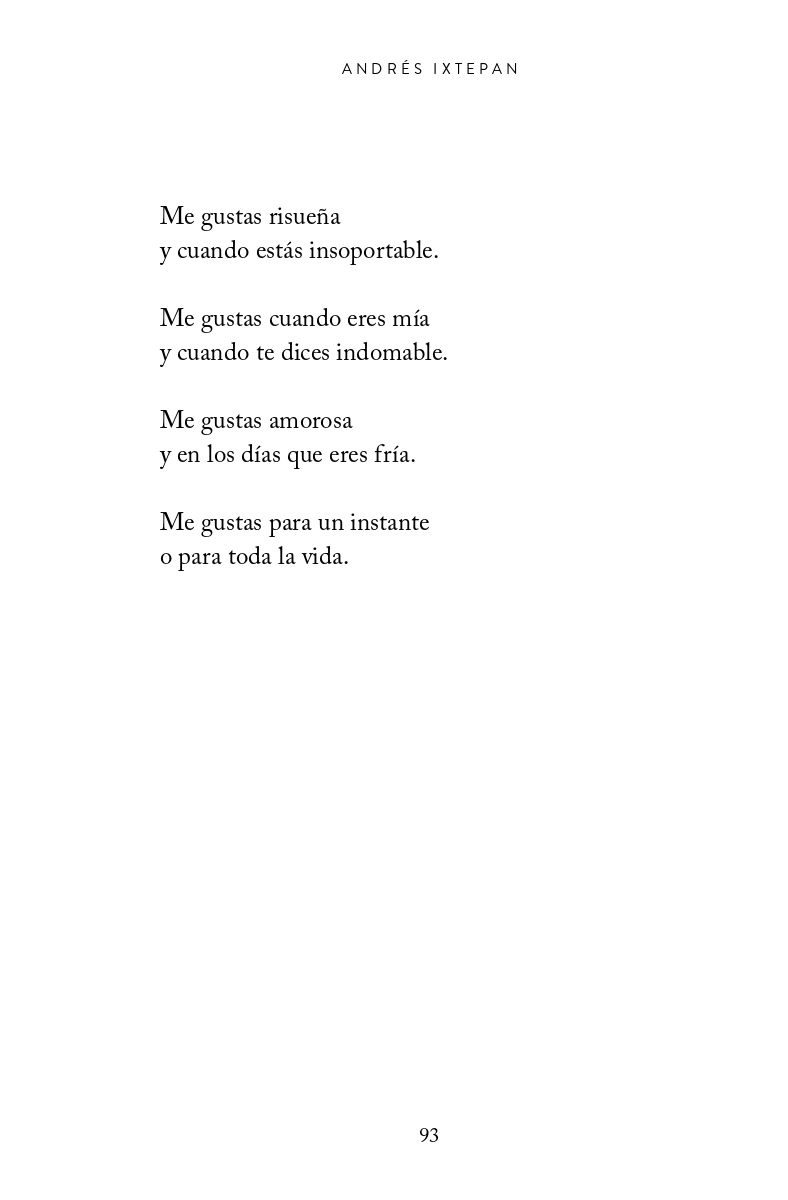 ANDRÉS IXTEPAN
Me gustas risueña
y cuando estás insoportable.
Me gustas cuando eres mía
y cuando te dices indomable.
Me gustas amorosa
y en los días que eres fría.
Me gustas para un instante
o para toda la vida.
93